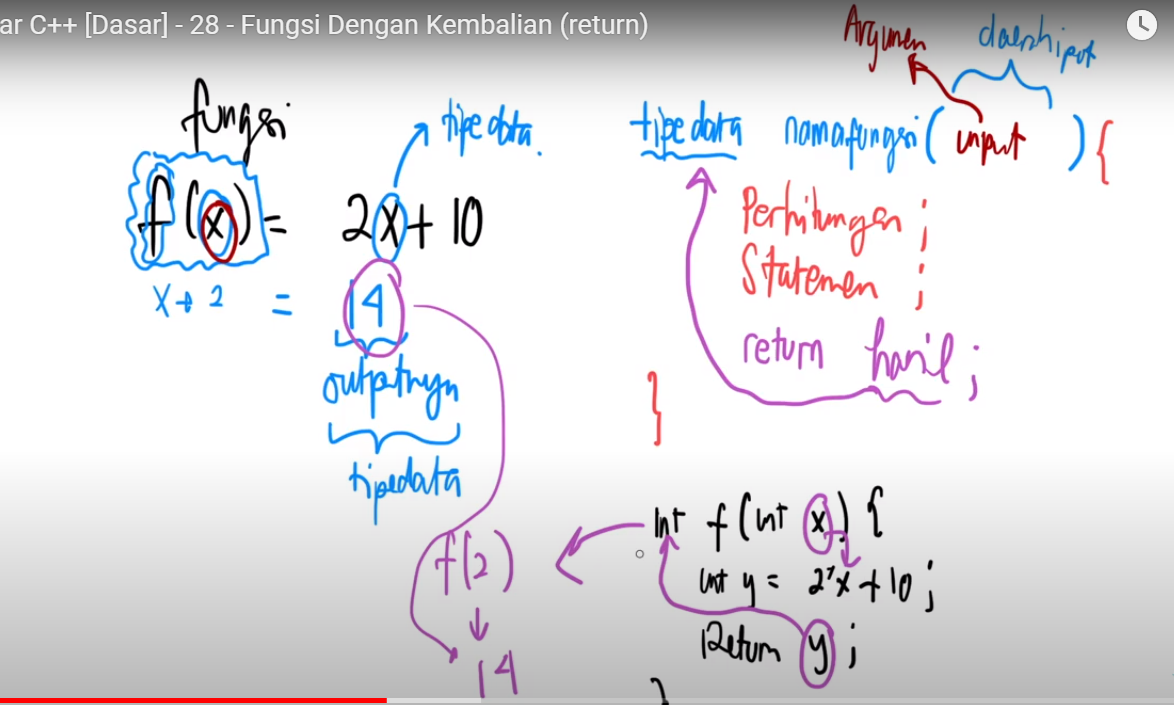 ar C++ [Dasar] - 28 - Fungsi Dengan Kembalian (return)
Argumen
daerah input
fungsi
tipe data.
tipe data namafungsi( input ){
f(x) = 2x + 10
Perhitungan ;
Statemen ;
x → 2 = 14
return hasil ;
outputnya
}
tipedata
int f(int x) {
f(2)
int y = 2*x + 10 ;
Return y ;
14
}